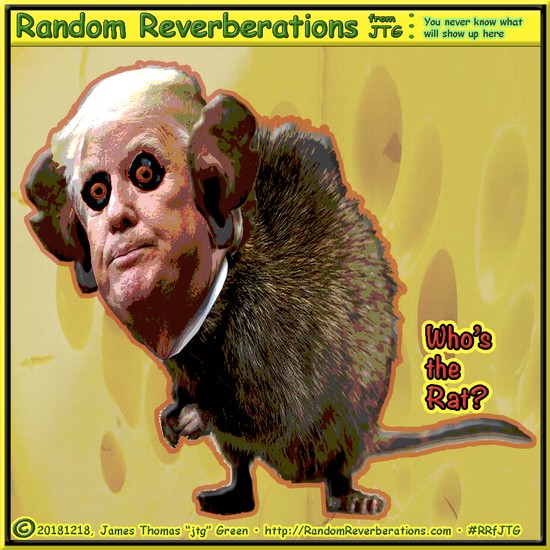 Random Reverberations from JTG : You never know what
will show up here
Who's
the
Rat?
© 20181218, James Thomas "jtg" Green • http://RandomReverberations.com • #RRfJTG